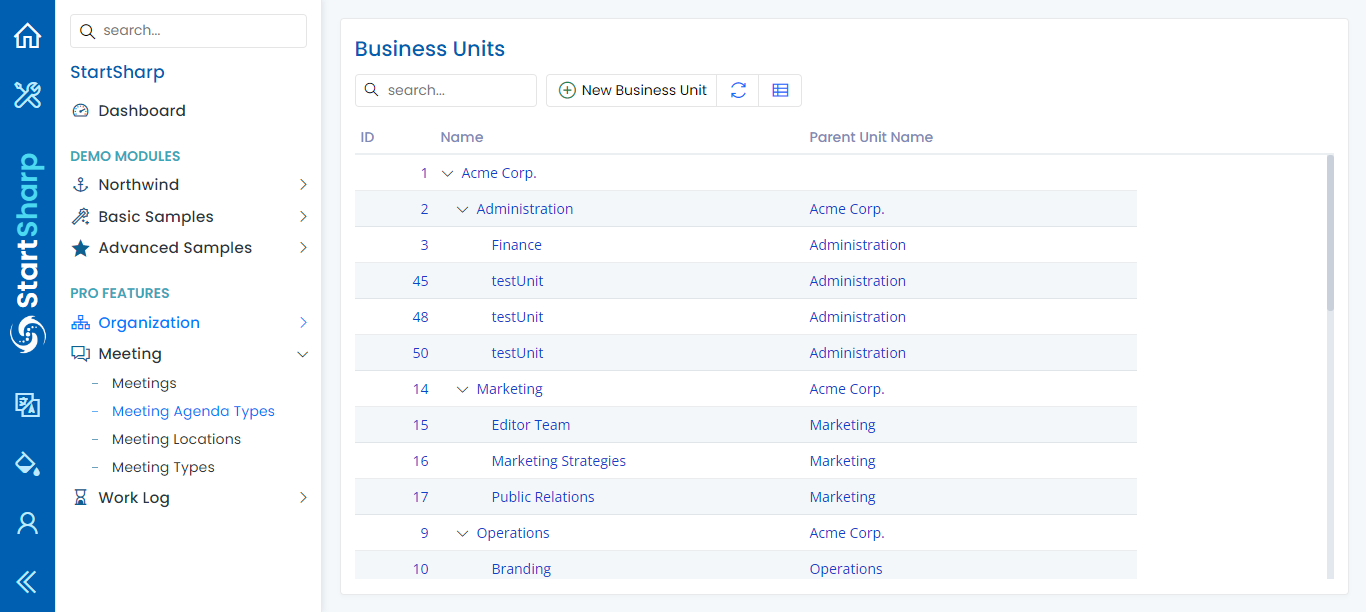 StartSharp
search...
StartSharp
Dashboard
DEMO MODULES
Northwind
Basic Samples
Advanced Samples
PRO FEATURES
Organization
Meeting
– Meetings
– Meeting Agenda Types
– Meeting Locations
– Meeting Types
Work Log
Business Units
search... New Business Unit
ID Name Parent Unit Name
1 Acme Corp.
2 Administration Acme Corp.
3 Finance Administration
45 testUnit Administration
48 testUnit Administration
50 testUnit Administration
14 Marketing Acme Corp.
15 Editor Team Marketing
16 Marketing Strategies Marketing
17 Public Relations Marketing
9 Operations Acme Corp.
10 Branding Operations